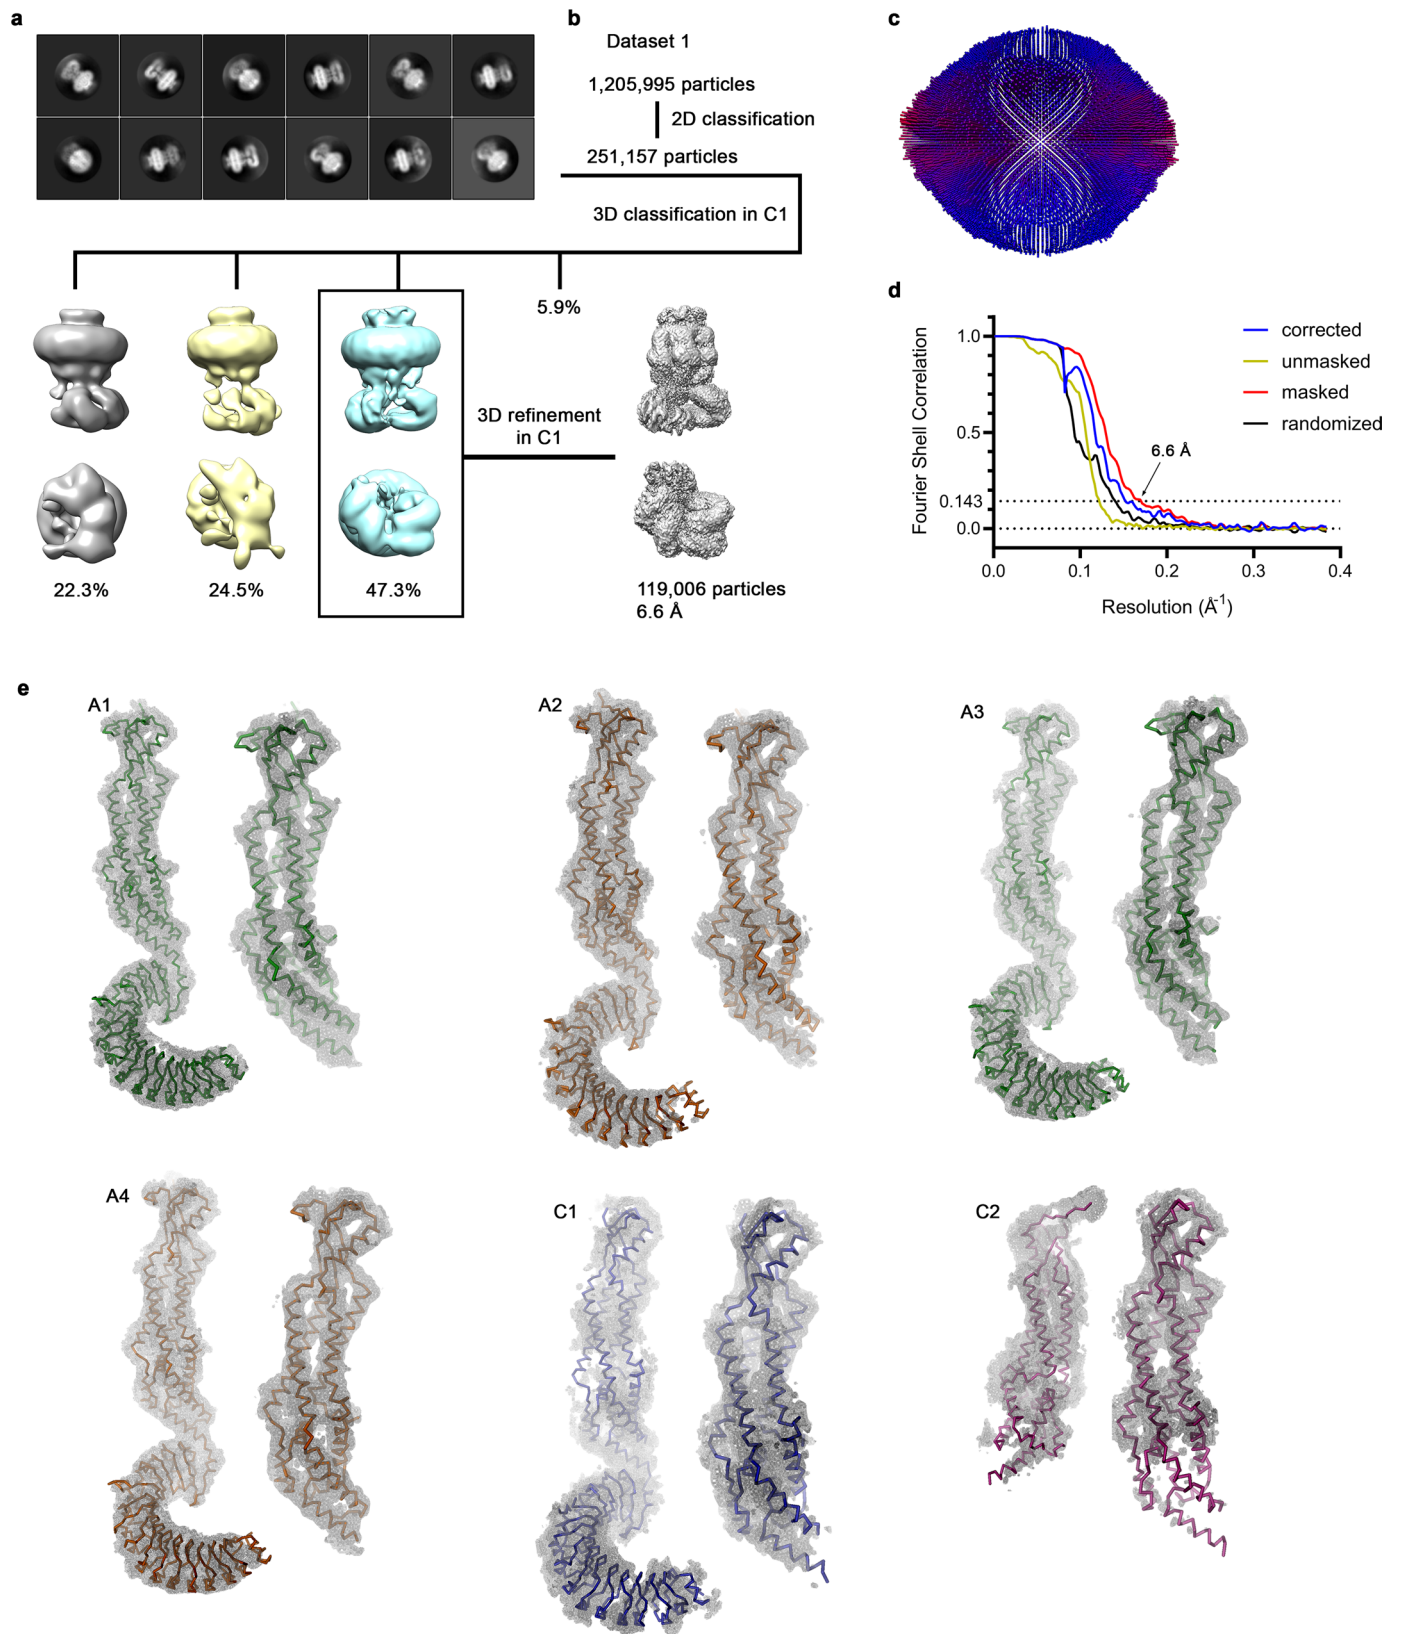 a
b
Dataset 1
1,205,995 particles
2D classification
251,157 particles
3D classification in C1
5.9%
3D refinement
in C1
22.3%
24.5%
47.3%
119,006 particles
6.6 Å
c
d
Fourier Shell Correlation
1.0
0.5
0.143
0.0
6.6 Å
corrected
unmasked
masked
randomized
0.0
0.1
0.2
0.3
0.4
Resolution (Å-1)
e
A1
A2
A3
A4
C1
C2